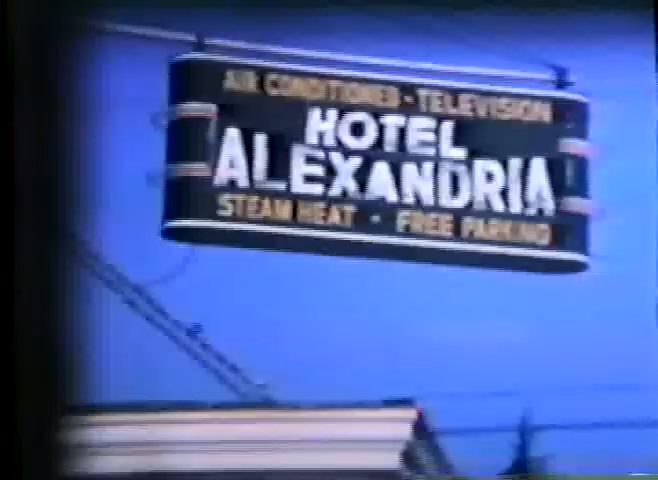 AIR CONDITIONED - TELEVISION
HOTEL
ALEXANDRIA
STEAM HEAT - FREE PARKING